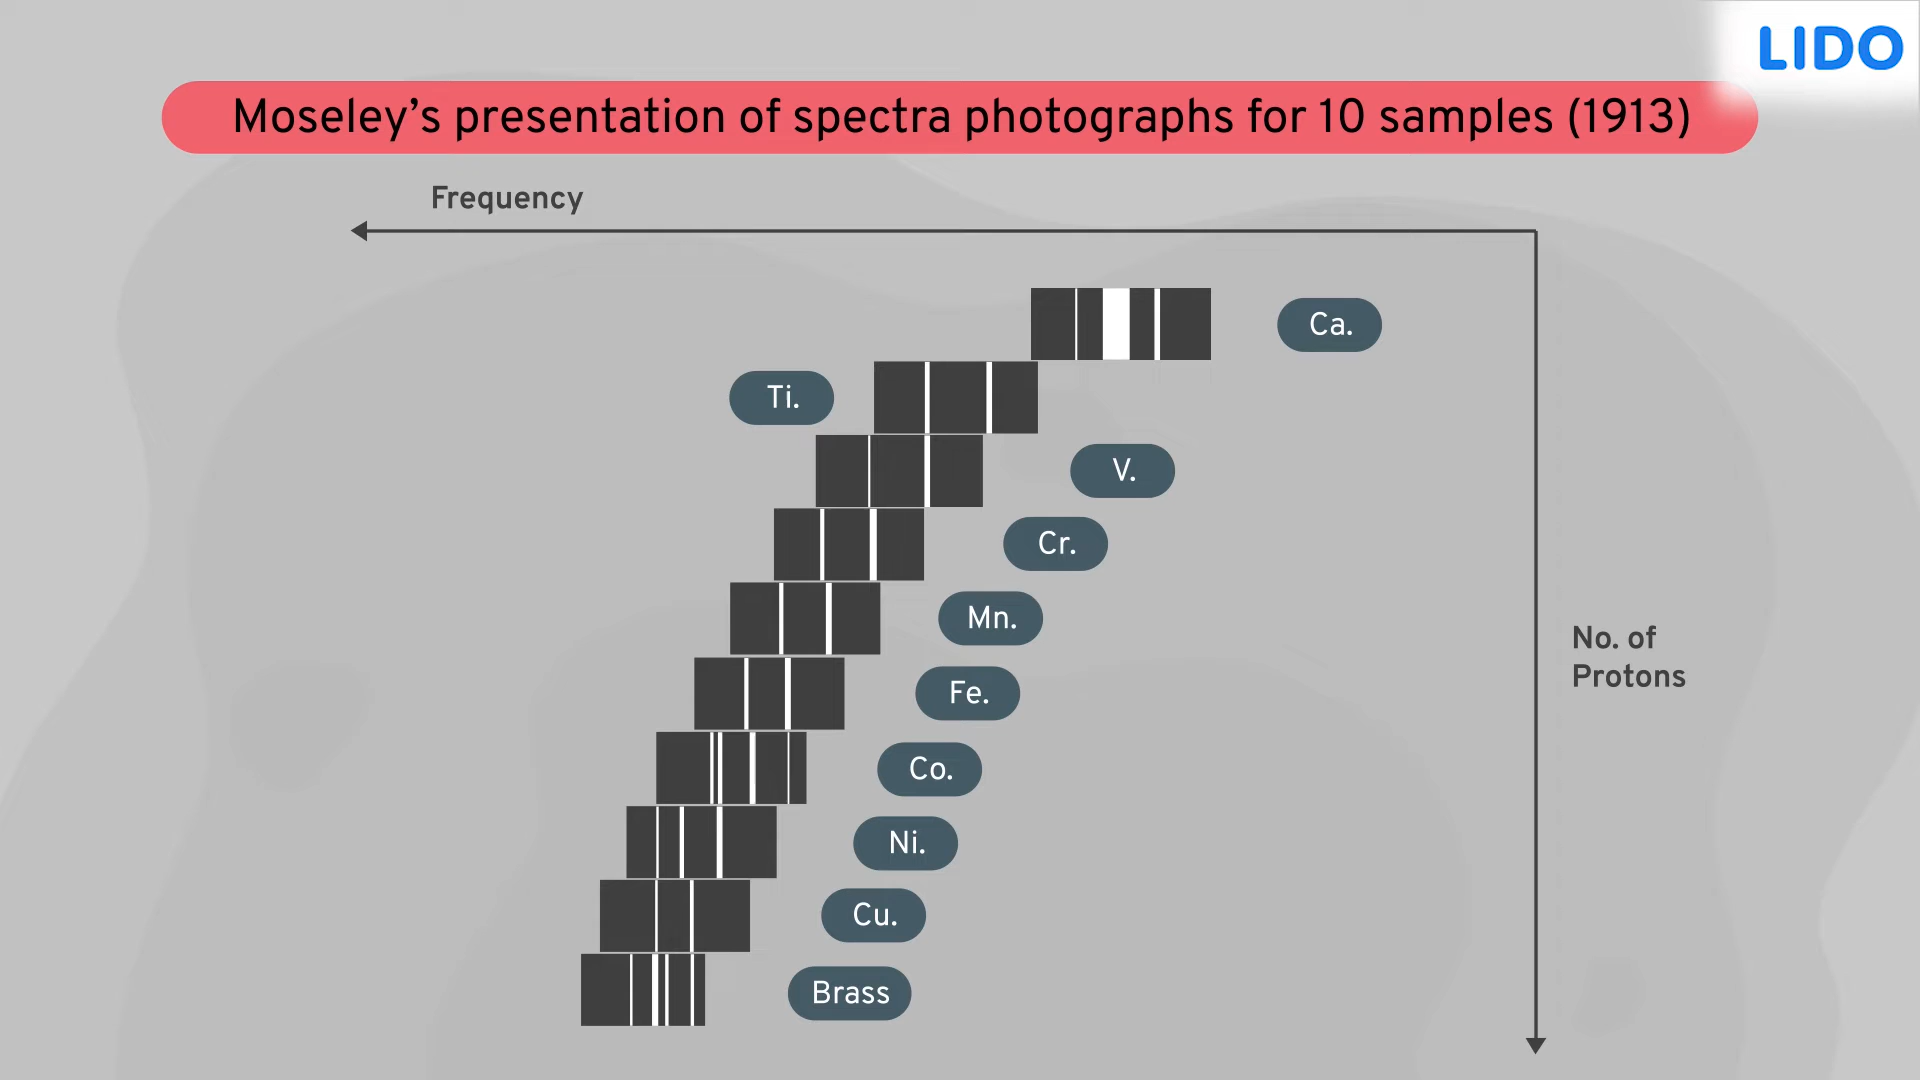 LIDO
Moseley’s presentation of spectra photographs for 10 samples (1913)
Frequency
Ca.
Ti.
V.
Cr.
Mn.
No. of
Protons
Fe.
Co.
Ni.
Cu.
Brass